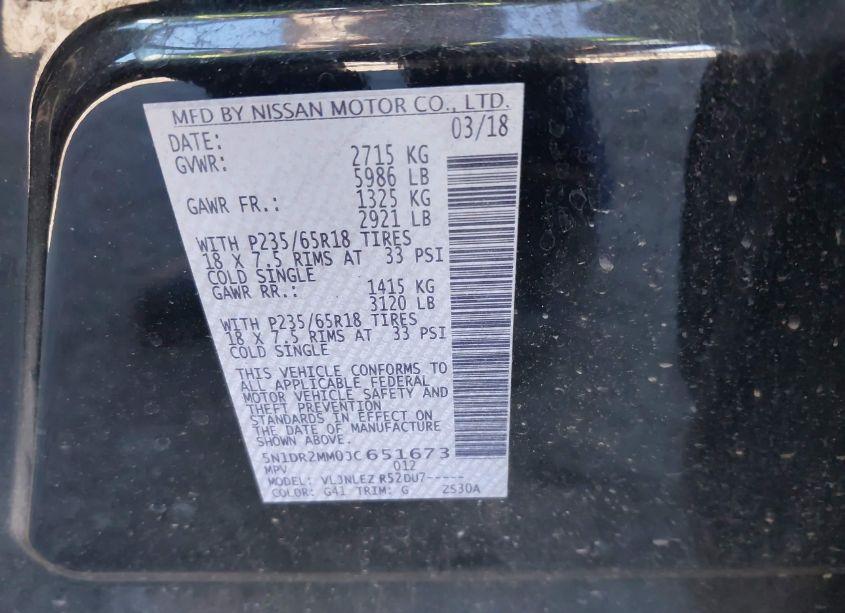 MFD BY NISSAN MOTOR CO., LTD.
DATE: 03/18
GVWR: 2715 KG
5986 LB
GAWR FR.: 1325 KG
2921 LB
WITH P235/65R18 TIRES
18 X 7.5 RIMS AT 33 PSI
COLD SINGLE
GAWR RR.: 1415 KG
3120 LB
WITH P235/65R18 TIRES
18 X 7.5 RIMS AT 33 PSI
COLD SINGLE
THIS VEHICLE CONFORMS TO
ALL APPLICABLE FEDERAL
MOTOR VEHICLE SAFETY AND
THEFT PREVENTION
STANDARDS IN EFFECT ON
THE DATE OF MANUFACTURE
SHOWN ABOVE.
5N1DR2MM0JC651673
MPV 012
MODEL: VLJNLEZ R52DU7-----
COLOR: G41 TRIM: G ZS30A